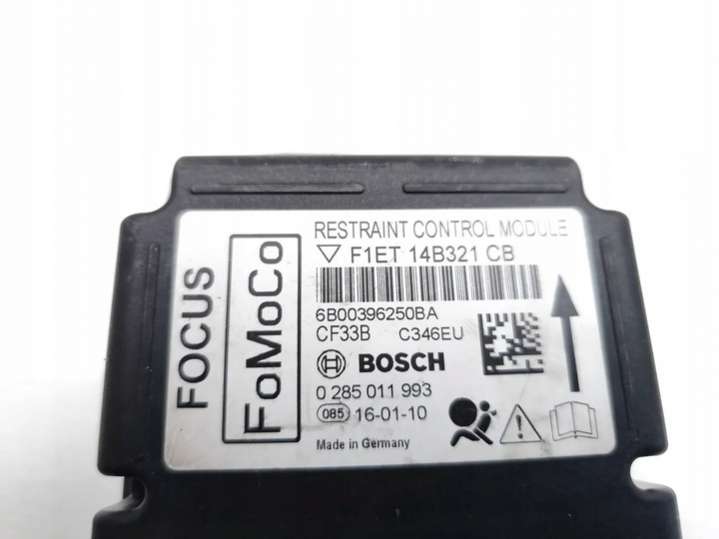 FOCUS
FoMoCo
RESTRAINT CONTROL MODULE
F1ET 14B321 CB
6B00396250BA
CF33B C346EU
BOSCH
0 285 011 993
085 16-01-10
Made in Germany